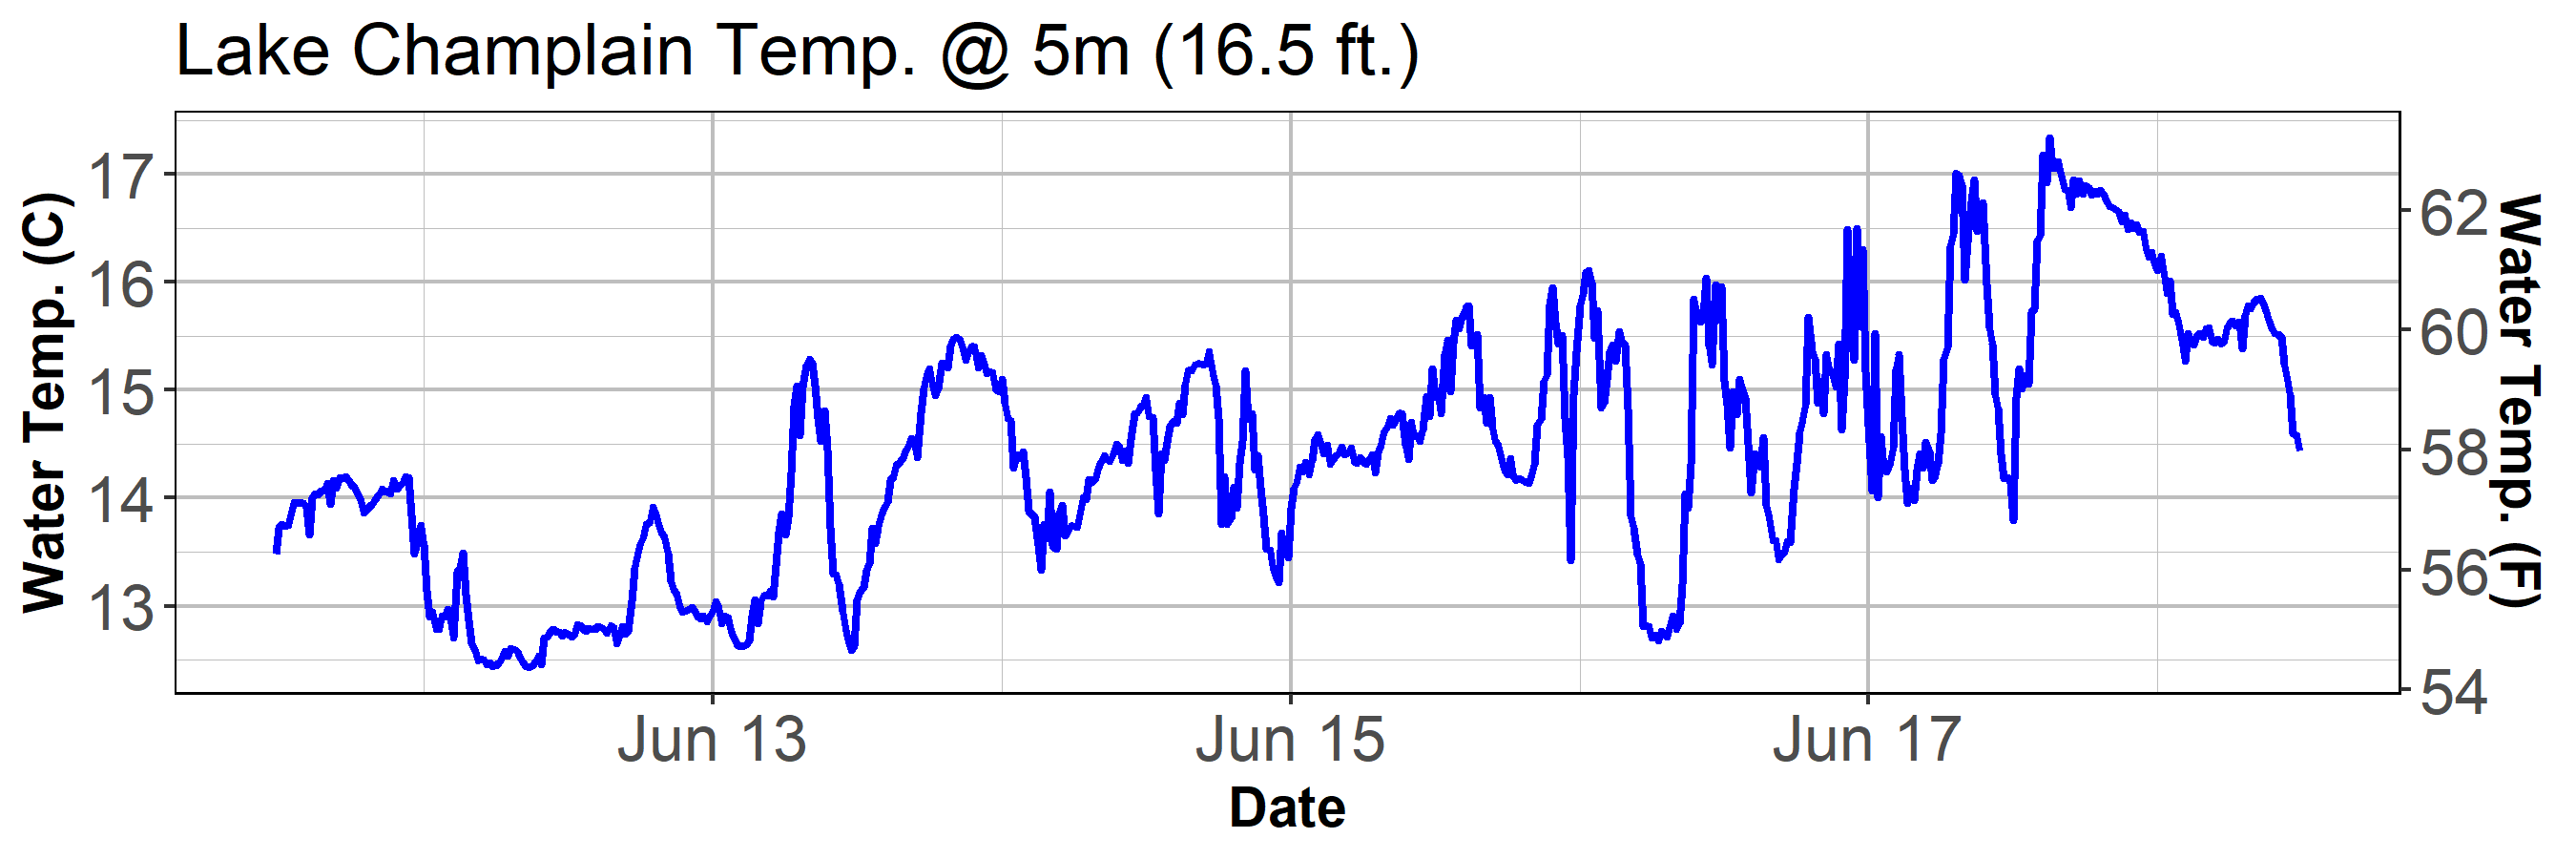 Lake Champlain Temp. @ 5m (16.5 ft.)
Water Temp. (C)
17
16
15
14
13
62
60
58
56
54
Water Temp. (F)
Jun 13 Jun 15 Jun 17
Date